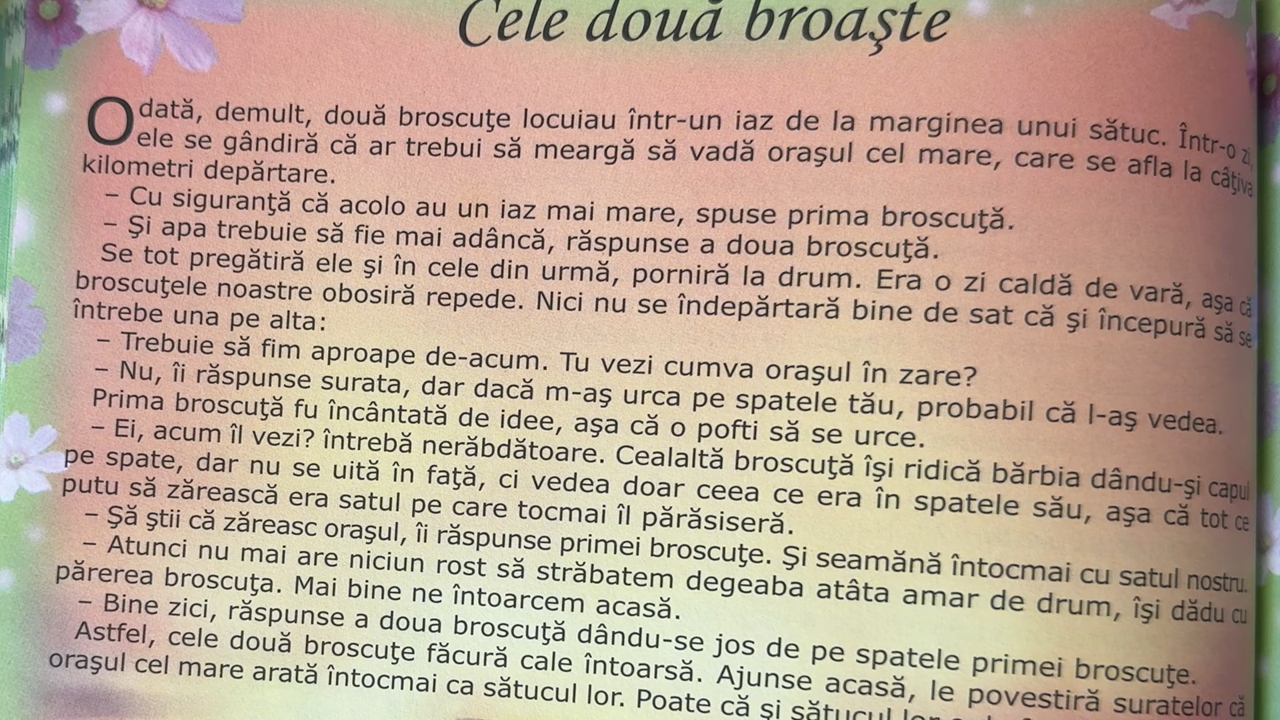 Cele două broaşte
Odată, demult, două broscuţe locuiau într-un iaz de la marginea unui sătuc. Într-o zi,
ele se gândiră că ar trebui să meargă să vadă oraşul cel mare, care se afla la câţiva
kilometri depărtare.
– Cu siguranţă că acolo au un iaz mai mare, spuse prima broscuţă.
– Şi apa trebuie să fie mai adâncă, răspunse a doua broscuţă.
Se tot pregătiră ele şi în cele din urmă, porniră la drum. Era o zi caldă de vară, aşa că
broscuţele noastre obosiră repede. Nici nu se îndepărtară bine de sat că şi începură să se
întrebe una pe alta:
– Trebuie să fim aproape de-acum. Tu vezi cumva oraşul în zare?
– Nu, îi răspunse surata, dar dacă m-aş urca pe spatele tău, probabil că l-aş vedea.
Prima broscuţă fu încântată de idee, aşa că o pofti să se urce.
– Ei, acum îl vezi? întrebă nerăbdătoare. Cealaltă broscuţă îşi ridică bărbia dându-şi capul
pe spate, dar nu se uită în faţă, ci vedea doar ceea ce era în spatele său, aşa că tot ce
putu să zărească era satul pe care tocmai îl părăsiseră.
– Şă ştii că zăreasc oraşul, îi răspunse primei broscuţe. Şi seamănă întocmai cu satul nostru.
– Atunci nu mai are niciun rost să străbatem degeaba atâta amar de drum, îşi dădu cu
părerea broscuţa. Mai bine ne întoarcem acasă.
– Bine zici, răspunse a doua broscuţă dându-se jos de pe spatele primei broscuţe.
Astfel, cele două broscuţe făcură cale întoarsă. Ajunse acasă, le povestiră suratelor că
oraşul cel mare arată întocmai ca sătucul lor. Poate că şi sătucul lor